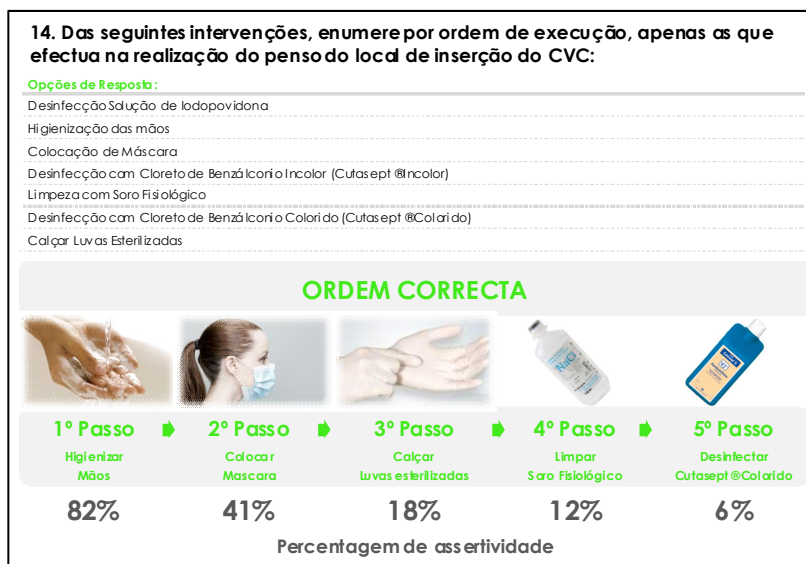 14. Das seguintes intervenções, enumere por ordem de execução, apenas as que
efectua na realização do penso do local de inserção do CVC:
Opções de Resposta:
Desinfecção Solução de Iodopovidona
Higienização das mãos
Colocação de Máscara
Desinfecção com Cloreto de Benzálconio Incolor (Cutasept ®Incolor)
Limpeza com Soro Fisiológico
Desinfecção com Cloreto de Benzálconio Colorido (Cutasept ®Colorido)
Calçar Luvas Esterilizadas
ORDEM CORRECTA
NaCl
1º Passo 2º Passo 3º Passo 4º Passo 5º Passo
Higienizar Colocar Calçar Limpar Desinfectar
Mãos Mascara Luvas esterilizadas Soro Fisiológico Cutasept ®Colorido
82% 41% 18% 12% 6%
Percentagem de assertividade